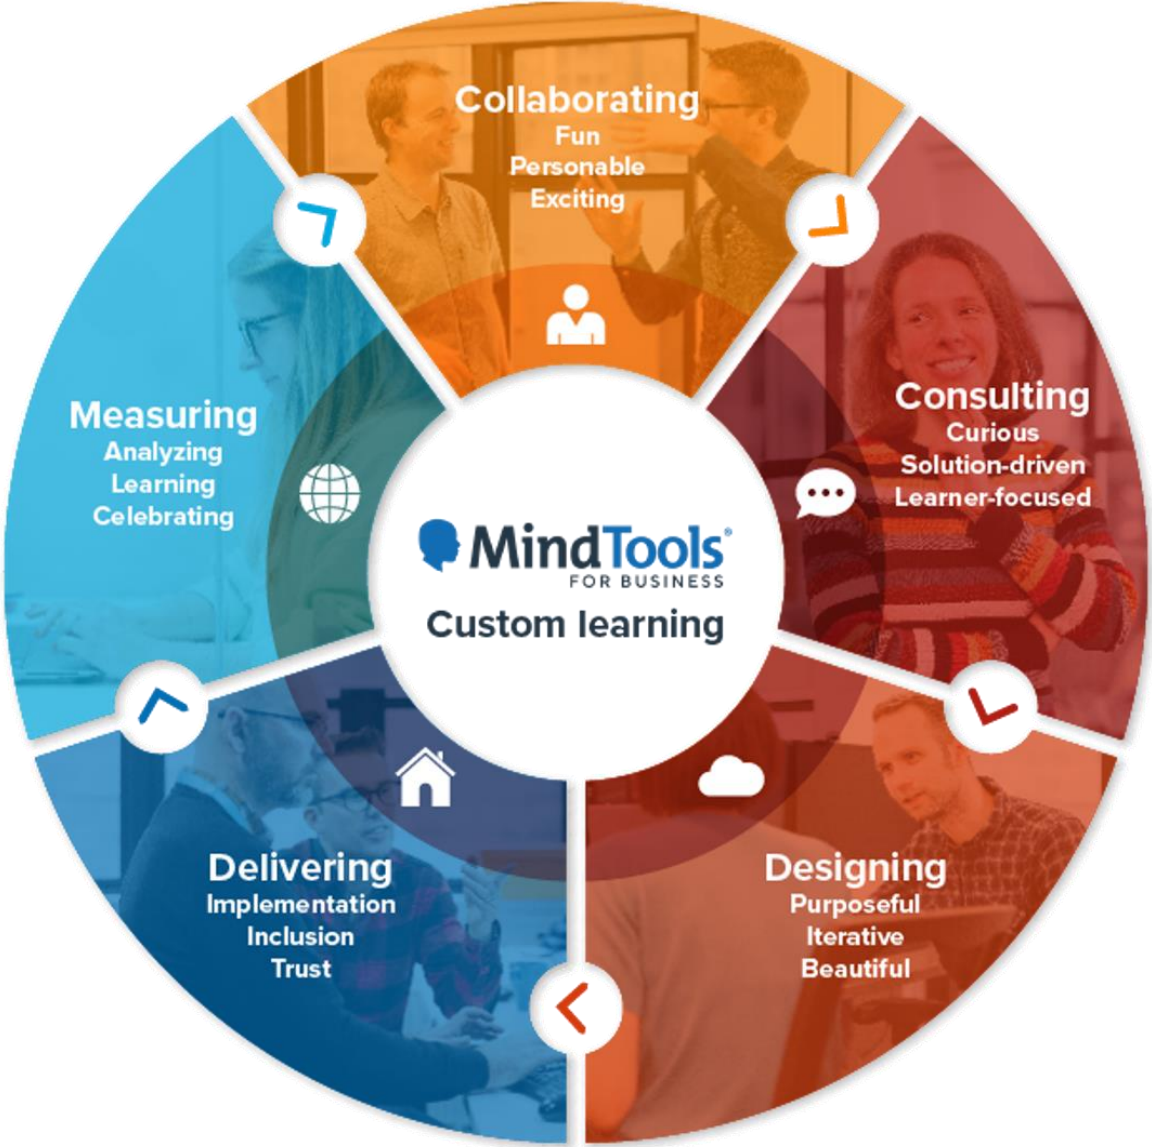 Collaborating
Fun
Personable
Exciting
Consulting
Curious
Solution-driven
Learner-focused
Measuring
Analyzing
Learning
Celebrating
MindTools®
FOR BUSINESS
Custom learning
Designing
Purposeful
Iterative
Beautiful
Delivering
Implementation
Inclusion
Trust